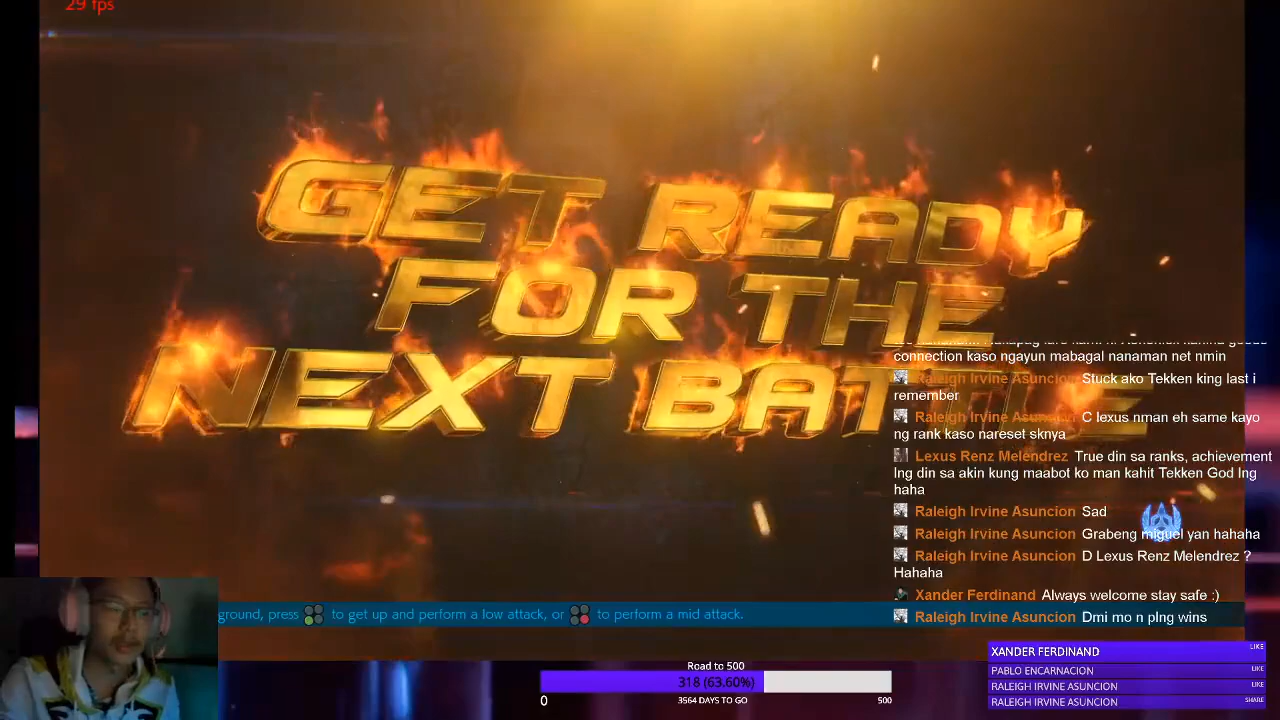 29 fps
GET READY
FOR THE
NEXT BATTLE
connection kaso ngayun mabagal nanaman net nmin
Raleigh Irvine Asuncion Stuck ako Tekken king last i
remember
Raleigh Irvine Asuncion C lexus nman eh same kayo
ng rank kaso nareset sknya
Lexus Renz Melendrez True din sa ranks, achievement
lng din sa akin kung maabot ko man kahit Tekken God lng
haha
Raleigh Irvine Asuncion Sad
Raleigh Irvine Asuncion Grabeng miguel yan hahaha
Raleigh Irvine Asuncion D Lexus Renz Melendrez ?
Hahaha
Xander Ferdinand Always welcome stay safe :)
Raleigh Irvine Asuncion Dmi mo n plng wins
ground, press to get up and perform a low attack, or to perform a mid attack.
Road to 500
318 (63.60%)
0 3564 DAYS TO GO 500
XANDER FERDINAND LIKE
PABLO ENCARNACION LIKE
RALEIGH IRVINE ASUNCION LIKE
RALEIGH IRVINE ASUNCION SHARE